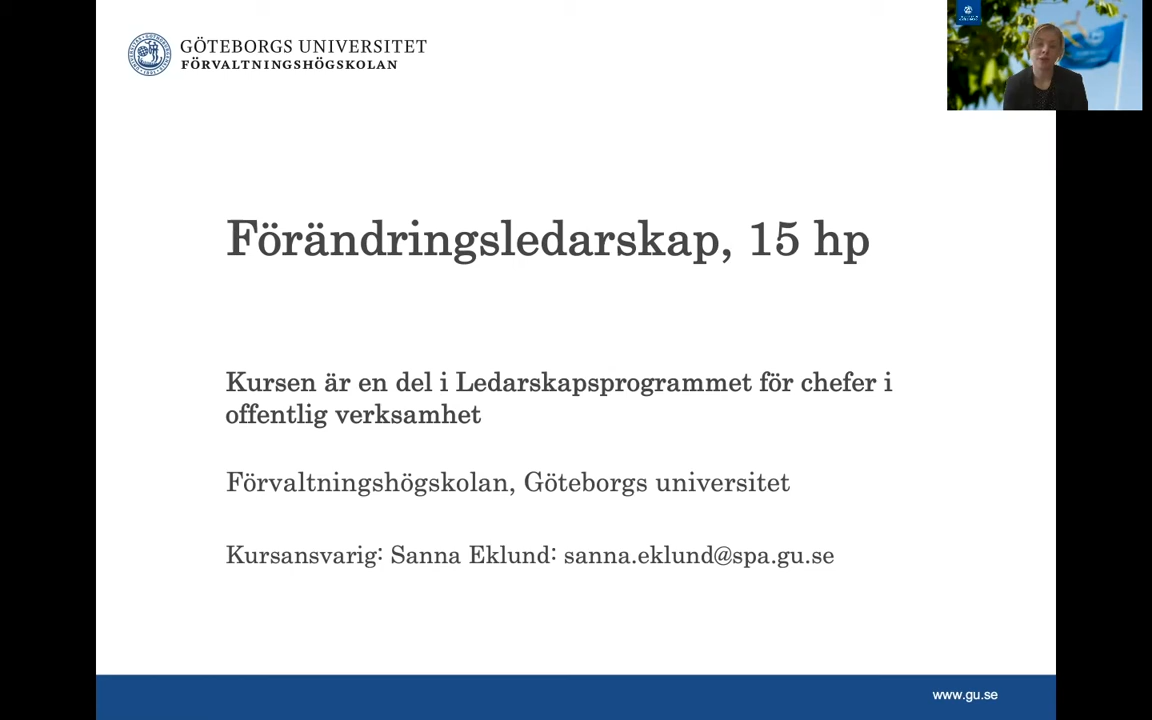 GÖTEBORGS UNIVERSITET
FÖRVALTNINGSHÖGSKOLAN
Förändringsledarskap, 15 hp
Kursen är en del i Ledarskapsprogrammet för chefer i
offentlig verksamhet
Förvaltningshögskolan, Göteborgs universitet
Kursansvarig: Sanna Eklund: sanna.eklund@spa.gu.se
www.gu.se